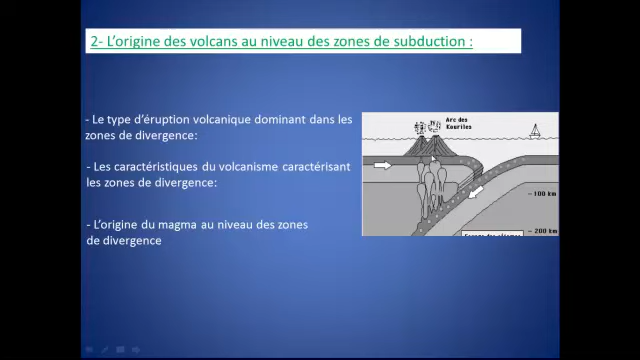 2- L'origine des volcans au niveau des zones de subduction :
- Le type d'éruption volcanique dominant dans les
zones de divergence:
- Les caractéristiques du volcanisme caractérisant
les zones de divergence:
- L'origine du magma au niveau des zones
de divergence
Arc des
Kouriles
- 100 km
- 200 km